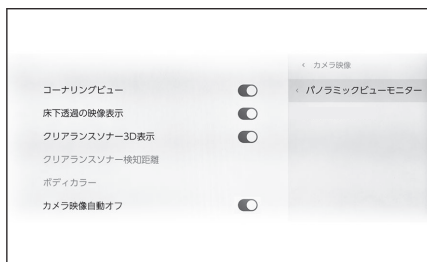 コーナリングビュー
床下透過の映像表示
クリアランスソナー3D表示
クリアランスソナー検知距離
ボディカラー
カメラ映像自動オフ
‹ カメラ映像
‹ パノラミックビューモニター